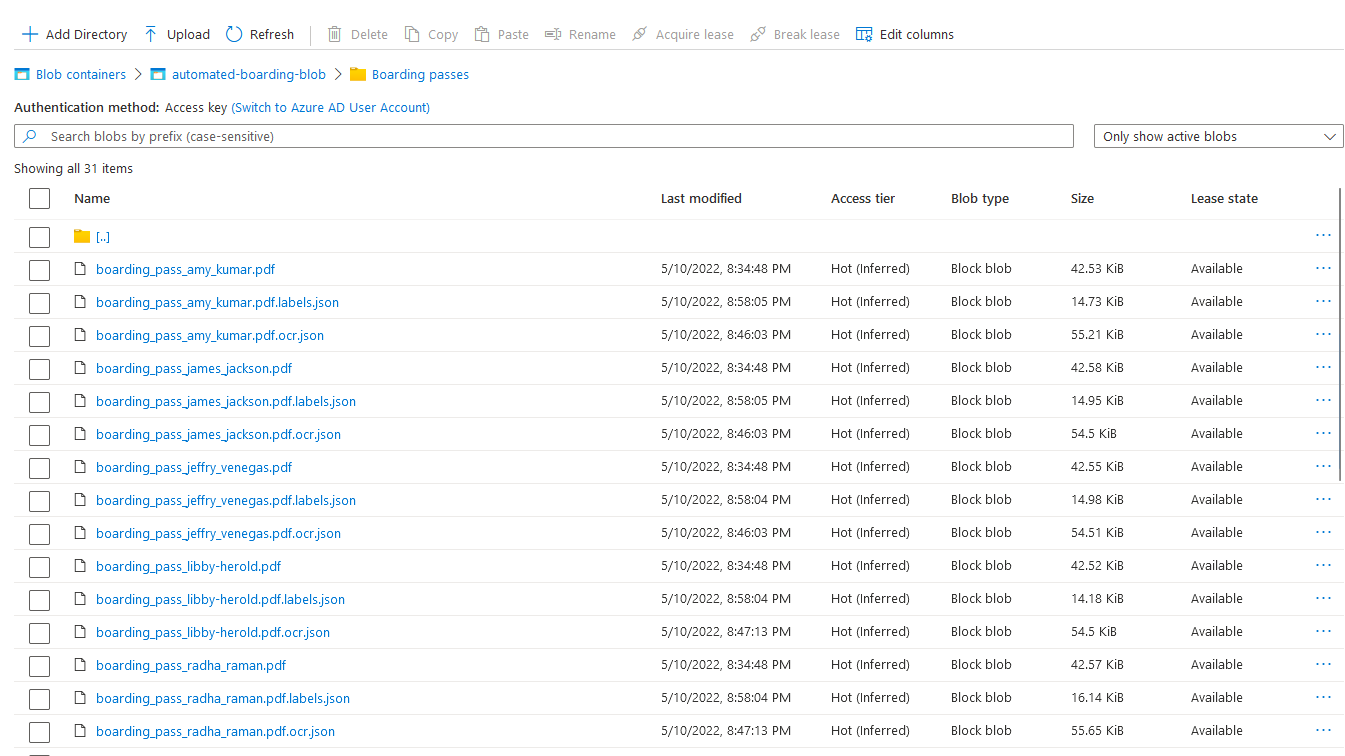 Add Directory Upload Refresh Delete Copy Paste Rename Acquire lease Break lease Edit columns
Blob containers > automated-boarding-blob > Boarding passes
Authentication method: Access key (Switch to Azure AD User Account)
Search blobs by prefix (case-sensitive) Only show active blobs
Showing all 31 items
Name Last modified Access tier Blob type Size Lease state
[..] ...
boarding_pass_amy_kumar.pdf 5/10/2022, 8:34:48 PM Hot (Inferred) Block blob 42.53 KiB Available ...
boarding_pass_amy_kumar.pdf.labels.json 5/10/2022, 8:58:05 PM Hot (Inferred) Block blob 14.73 KiB Available ...
boarding_pass_amy_kumar.pdf.ocr.json 5/10/2022, 8:46:03 PM Hot (Inferred) Block blob 55.21 KiB Available ...
boarding_pass_james_jackson.pdf 5/10/2022, 8:34:48 PM Hot (Inferred) Block blob 42.58 KiB Available ...
boarding_pass_james_jackson.pdf.labels.json 5/10/2022, 8:58:05 PM Hot (Inferred) Block blob 14.95 KiB Available ...
boarding_pass_james_jackson.pdf.ocr.json 5/10/2022, 8:46:03 PM Hot (Inferred) Block blob 54.5 KiB Available ...
boarding_pass_jeffry_venegas.pdf 5/10/2022, 8:34:48 PM Hot (Inferred) Block blob 42.55 KiB Available ...
boarding_pass_jeffry_venegas.pdf.labels.json 5/10/2022, 8:58:04 PM Hot (Inferred) Block blob 14.98 KiB Available ...
boarding_pass_jeffry_venegas.pdf.ocr.json 5/10/2022, 8:46:03 PM Hot (Inferred) Block blob 54.51 KiB Available ...
boarding_pass_libby-herold.pdf 5/10/2022, 8:34:48 PM Hot (Inferred) Block blob 42.52 KiB Available ...
boarding_pass_libby-herold.pdf.labels.json 5/10/2022, 8:58:04 PM Hot (Inferred) Block blob 14.18 KiB Available ...
boarding_pass_libby-herold.pdf.ocr.json 5/10/2022, 8:47:13 PM Hot (Inferred) Block blob 54.5 KiB Available ...
boarding_pass_radha_raman.pdf 5/10/2022, 8:34:48 PM Hot (Inferred) Block blob 42.57 KiB Available ...
boarding_pass_radha_raman.pdf.labels.json 5/10/2022, 8:58:04 PM Hot (Inferred) Block blob 16.14 KiB Available ...
boarding_pass_radha_raman.pdf.ocr.json 5/10/2022, 8:47:13 PM Hot (Inferred) Block blob 55.65 KiB Available ...